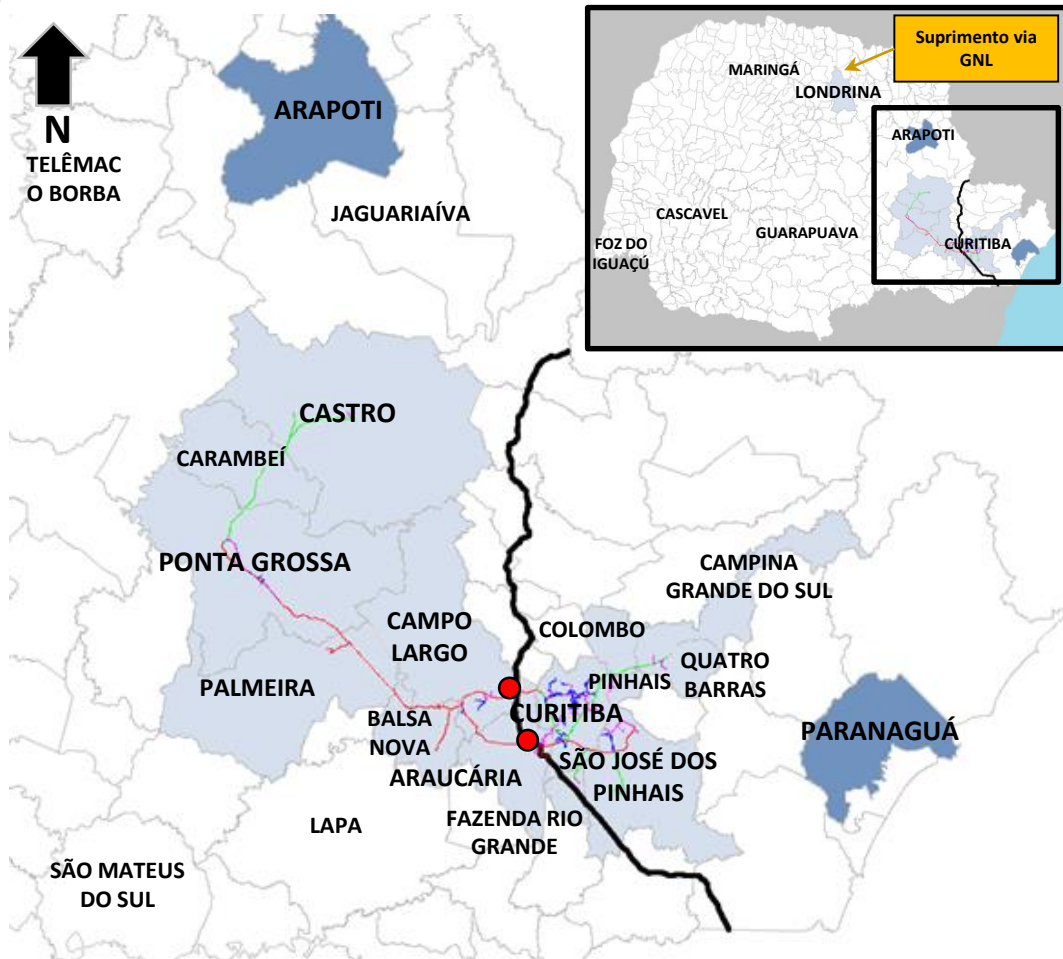 N
TELÊMAC
O BORBA
ARAPOTI
JAGUARIAÍVA
Suprimento via
GNL
MARINGÁ
LONDRINA
ARAPOTI
CASCAVEL
GUARAPUAVA
FOZ DO
IGUAÇÚ
CURITIBA
CASTRO
CARAMBEÍ
PONTA GROSSA
CAMPINA
GRANDE DO SUL
CAMPO
LARGO
COLOMBO
PALMEIRA
PINHAIS
QUATRO
BARRAS
CURITIBA
BALSA
NOVA
PARANAGUÁ
ARAUCÁRIA
SÃO JOSÉ DOS
PINHAIS
LAPA
FAZENDA RIO
GRANDE
SÃO MATEUS
DO SUL